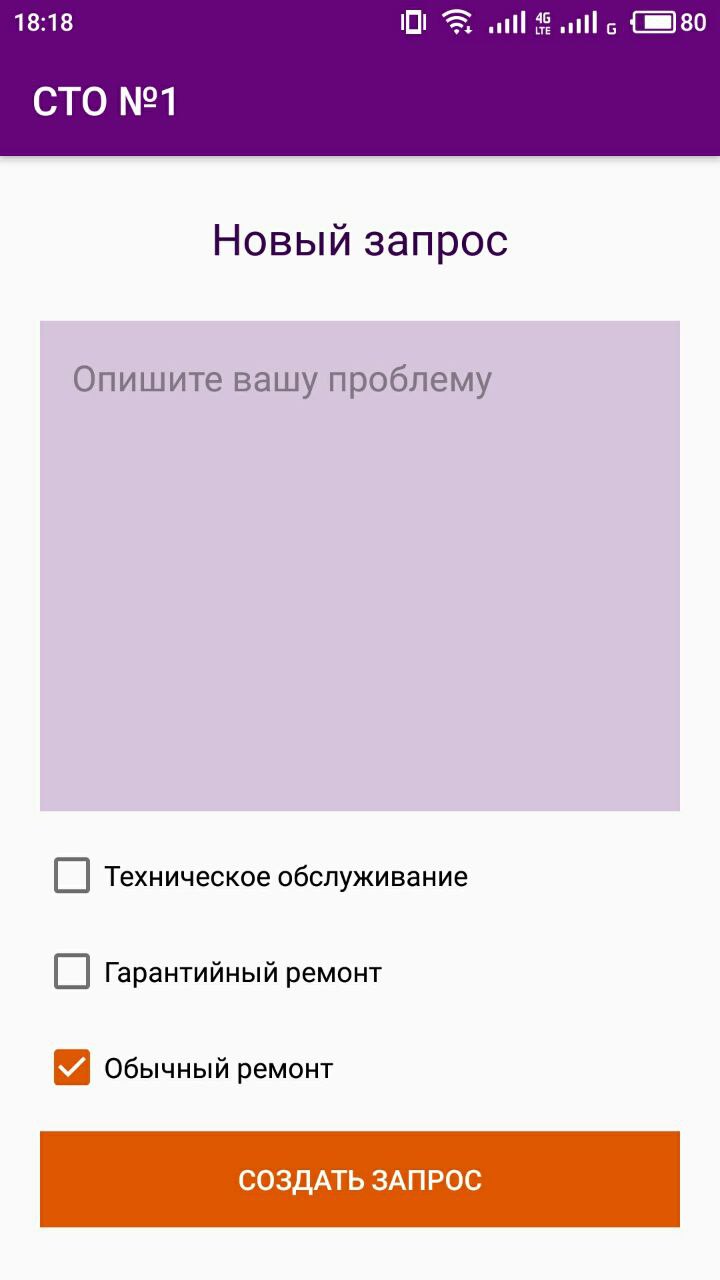 18:18
4G
LTE
G
80
СТО №1
Новый запрос
Опишите вашу проблему
Техническое обслуживание
Гарантийный ремонт
Обычный ремонт
СОЗДАТЬ ЗАПРОС